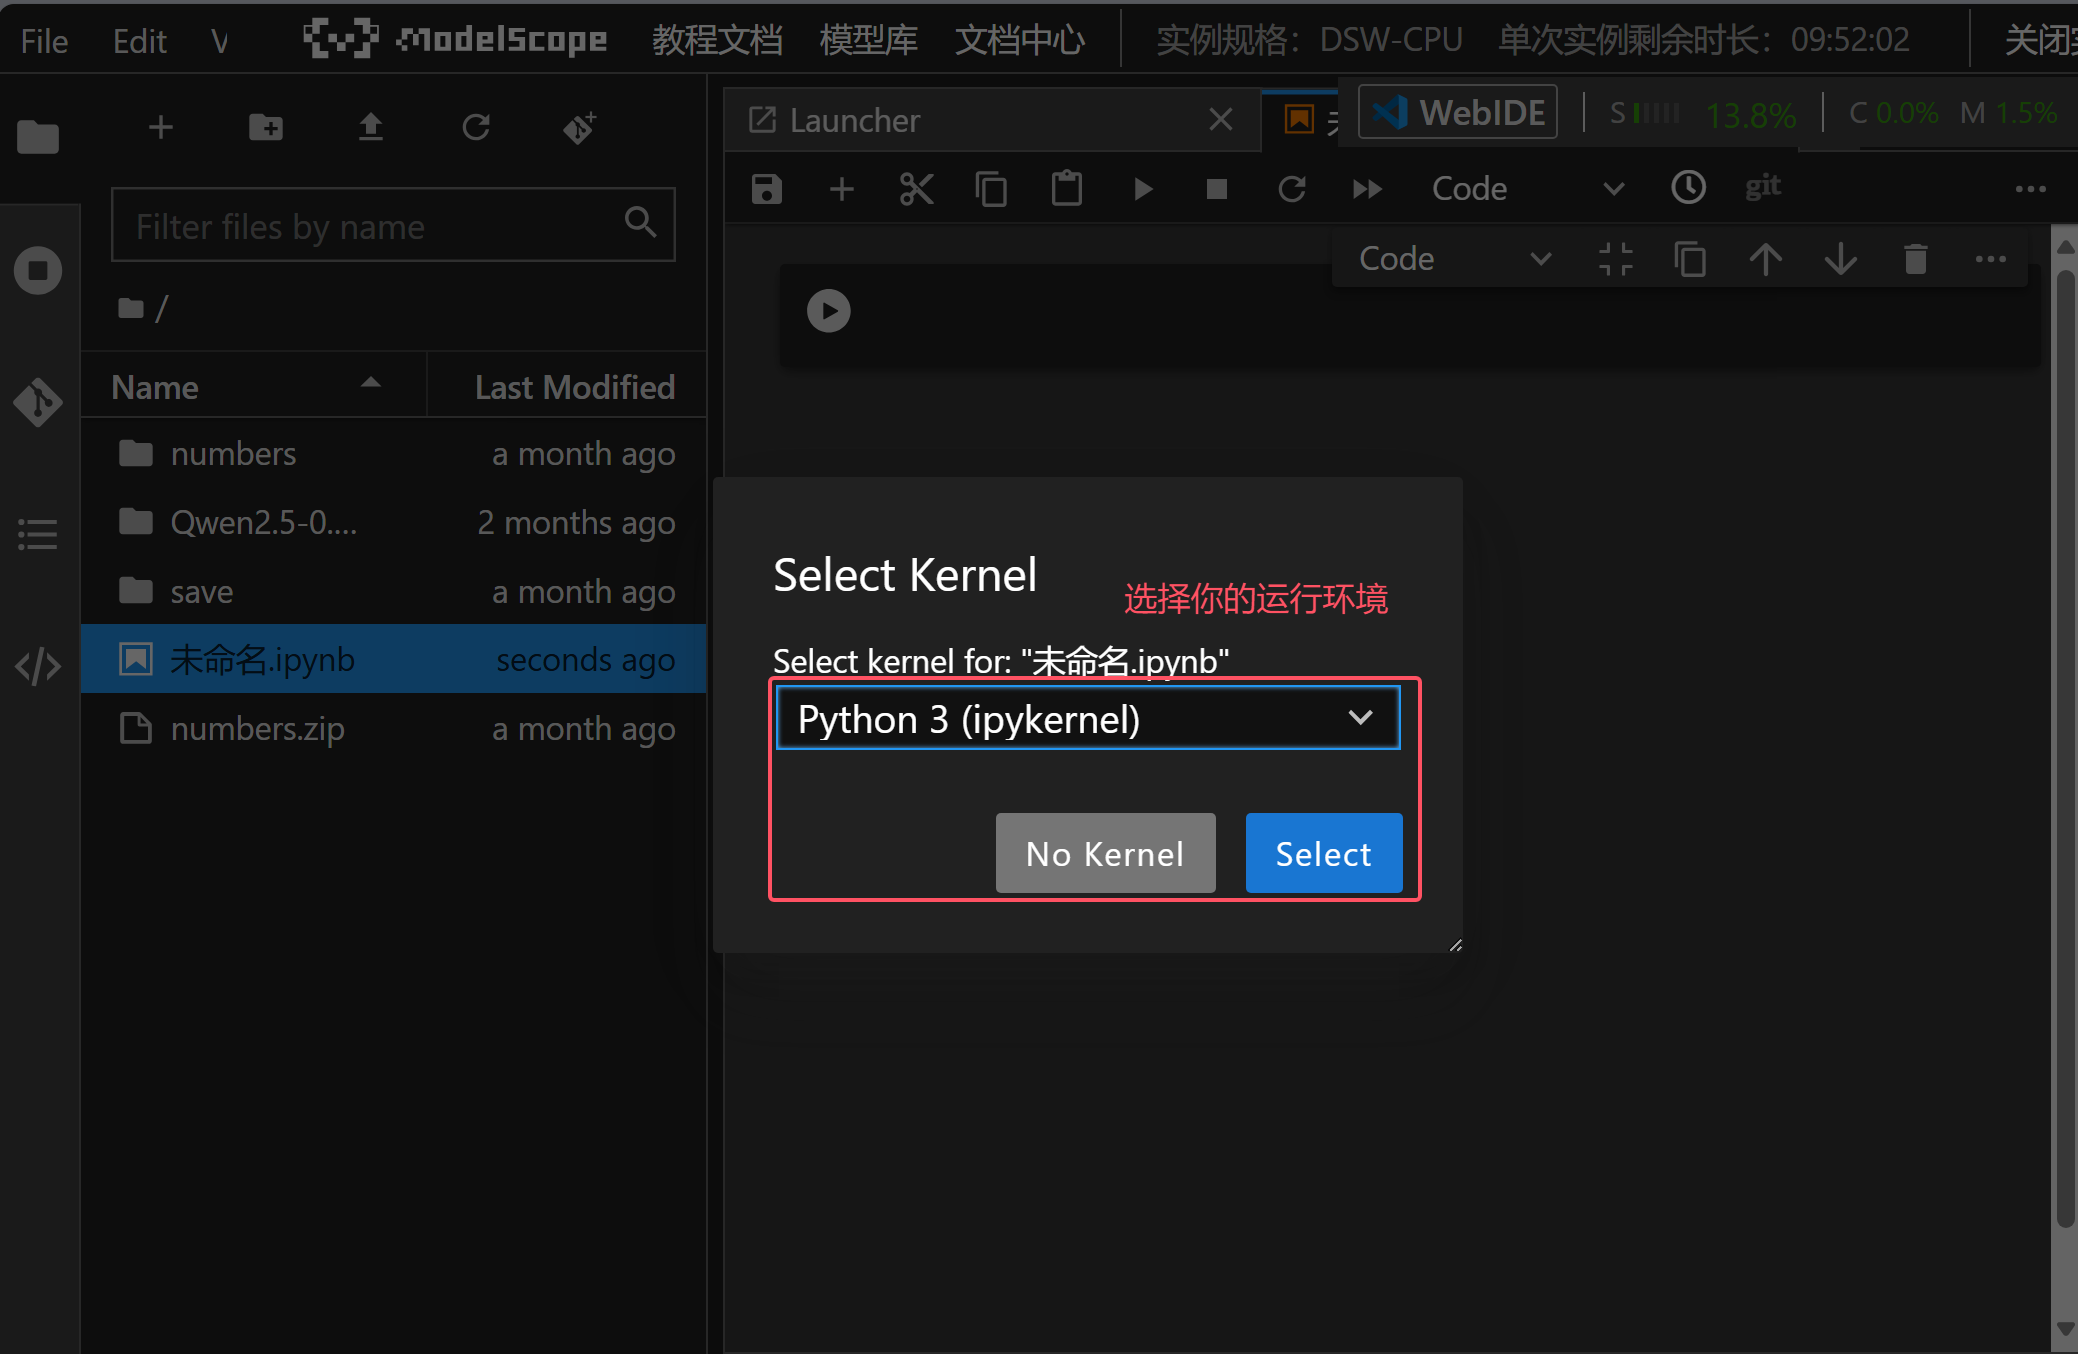 File Edit V ModelScope 教程文档 模型库 文档中心 实例规格: DSW-CPU 单次实例剩余时长: 09:52:02 关闭
Launcher
WebIDE S 13.8% C 0.0% M 1.5%
Code git
Filter files by name
Code
/
Name Last Modified
numbers a month ago
Qwen2.5-0.... 2 months ago
save a month ago
未命名.ipynb seconds ago
numbers.zip a month ago
Select Kernel
选择你的运行环境
Select kernel for: "未命名.ipynb"
Python 3 (ipykernel)
No Kernel Select